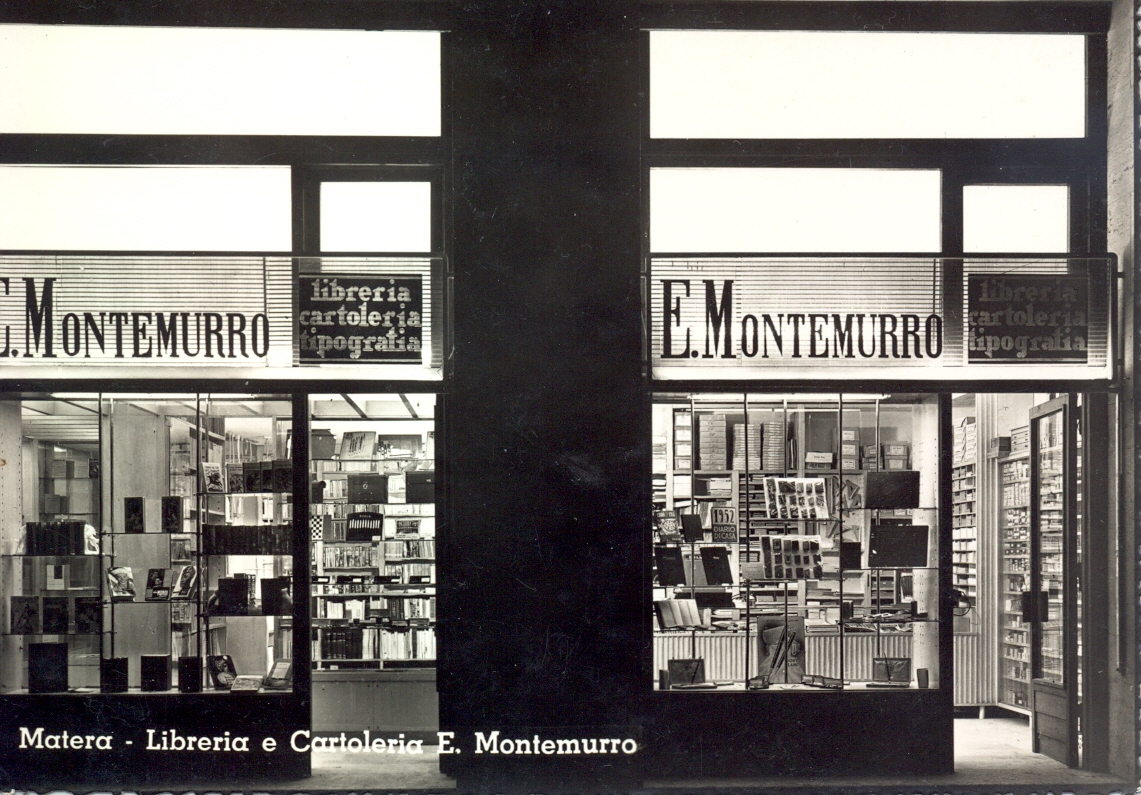 E. MONTEMURRO
libreria
cartoleria
tipografia
E. MONTEMURRO
libreria
cartoleria
tipografia
1952
DIARIO
DECASA
Matera - Libreria e Cartoleria E. Montemurro